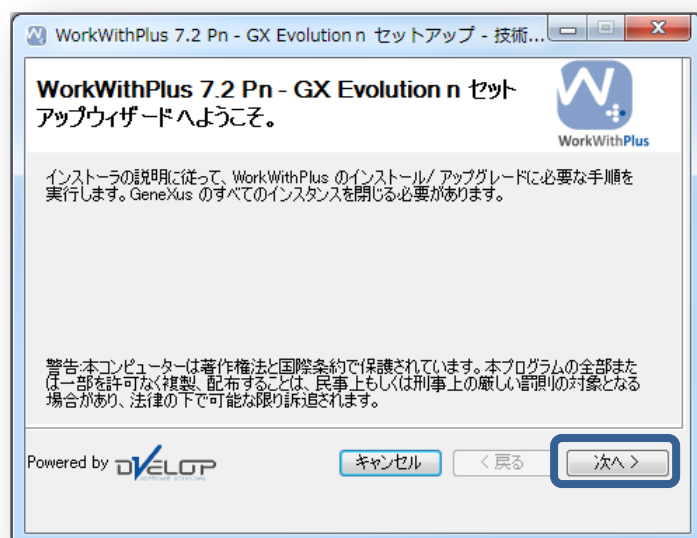 WorkWithPlus 7.2 Pn - GX Evolution n セットアップ - 技術...
WorkWithPlus 7.2 Pn - GX Evolution n セット
アップウィザードへようこそ。
WorkWithPlus
インストーラの説明に従って、WorkWithPlus のインストール/アップグレードに必要な手順を
実行します。GeneXus のすべてのインスタンスを閉じる必要があります。
警告:本コンピューターは著作権法と国際条約で保護されています。本プログラムの全部また
は一部を許可なく複製、配布することは、民事上もしくは刑事上の厳しい罰則の対象となる
場合があり、法律の下で可能な限り訴追されます。
Powered by DVELOP
キャンセル
< 戻る
次へ >